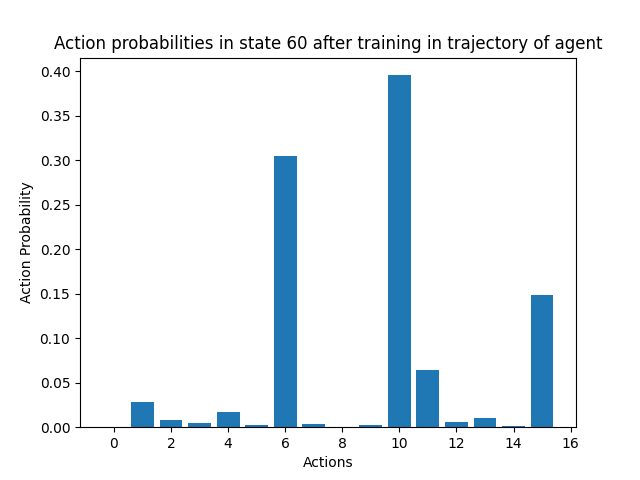 Action probabilities in state 60 after training in trajectory of agent
0.40
0.35
0.30
0.25
0.20
0.15
0.10
0.05
0.00
Action Probability
0 2 4 6 8 10 12 14 16
Actions